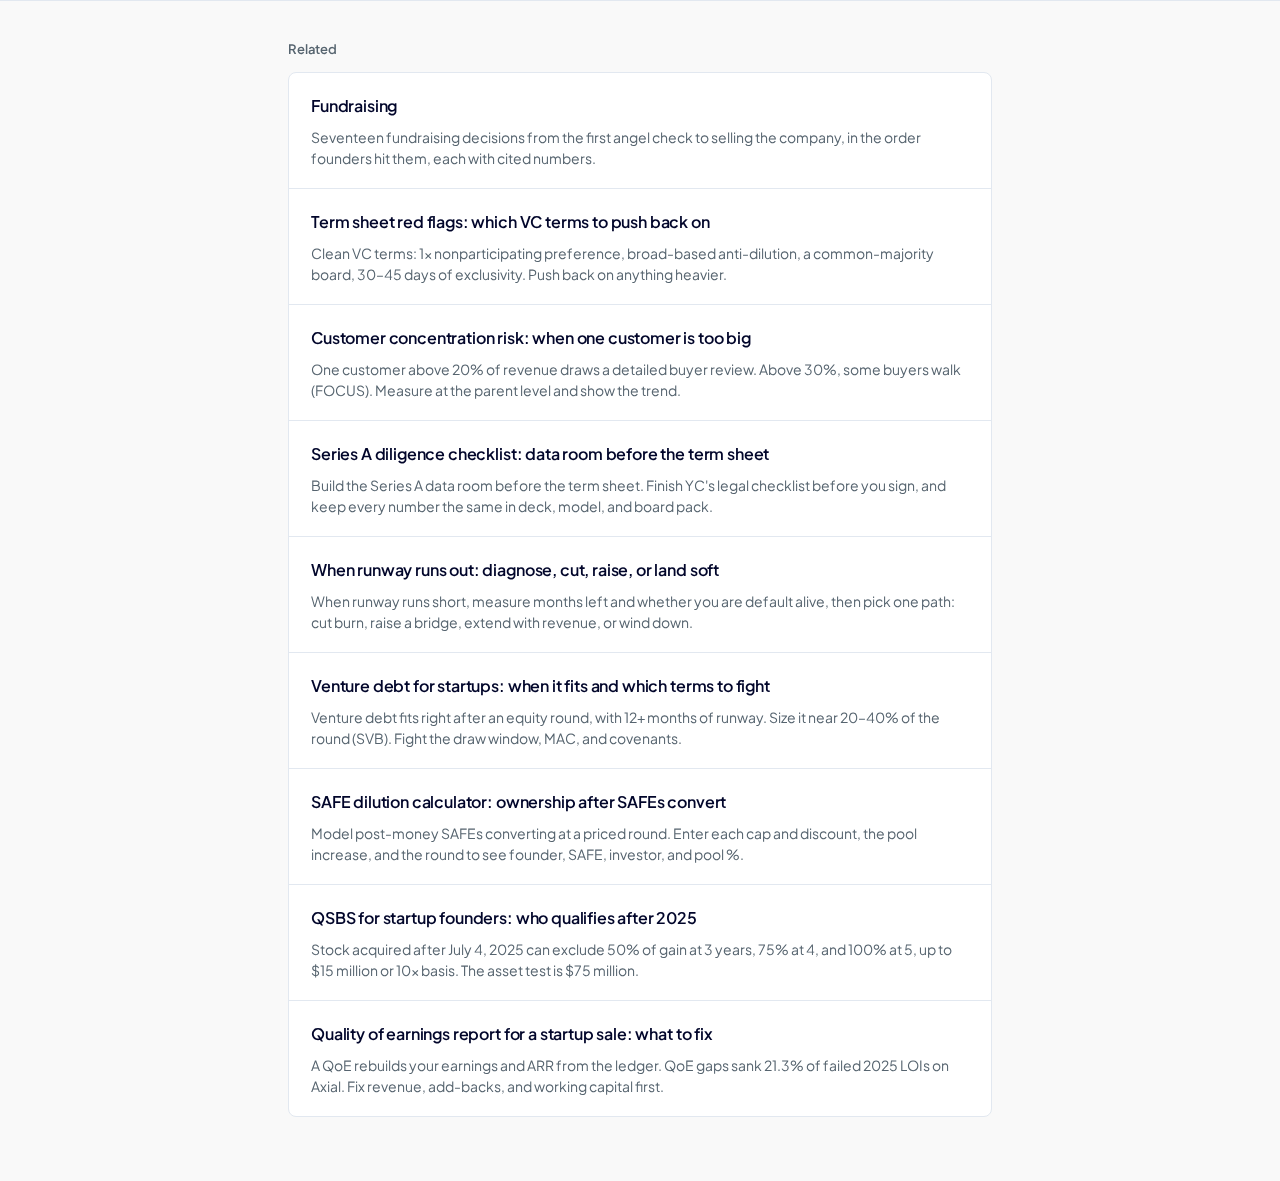 Related
Fundraising
Seventeen fundraising decisions from the first angel check to selling the company, in the order
founders hit them, each with cited numbers.
Term sheet red flags: which VC terms to push back on
Clean VC terms: 1× nonparticipating preference, broad-based anti-dilution, a common-majority
board, 30–45 days of exclusivity. Push back on anything heavier.
Customer concentration risk: when one customer is too big
One customer above 20% of revenue draws a detailed buyer review. Above 30%, some buyers walk
(FOCUS). Measure at the parent level and show the trend.
Series A diligence checklist: data room before the term sheet
Build the Series A data room before the term sheet. Finish YC's legal checklist before you sign, and
keep every number the same in deck, model, and board pack.
When runway runs out: diagnose, cut, raise, or land soft
When runway runs short, measure months left and whether you are default alive, then pick one path:
cut burn, raise a bridge, extend with revenue, or wind down.
Venture debt for startups: when it fits and which terms to fight
Venture debt fits right after an equity round, with 12+ months of runway. Size it near 20–40% of the
round (SVB). Fight the draw window, MAC, and covenants.
SAFE dilution calculator: ownership after SAFEs convert
Model post-money SAFEs converting at a priced round. Enter each cap and discount, the pool
increase, and the round to see founder, SAFE, investor, and pool %.
QSBS for startup founders: who qualifies after 2025
Stock acquired after July 4, 2025 can exclude 50% of gain at 3 years, 75% at 4, and 100% at 5, up to
$15 million or 10× basis. The asset test is $75 million.
Quality of earnings report for a startup sale: what to fix
A QoE rebuilds your earnings and ARR from the ledger. QoE gaps sank 21.3% of failed 2025 LOIs on
Axial. Fix revenue, add-backs, and working capital first.